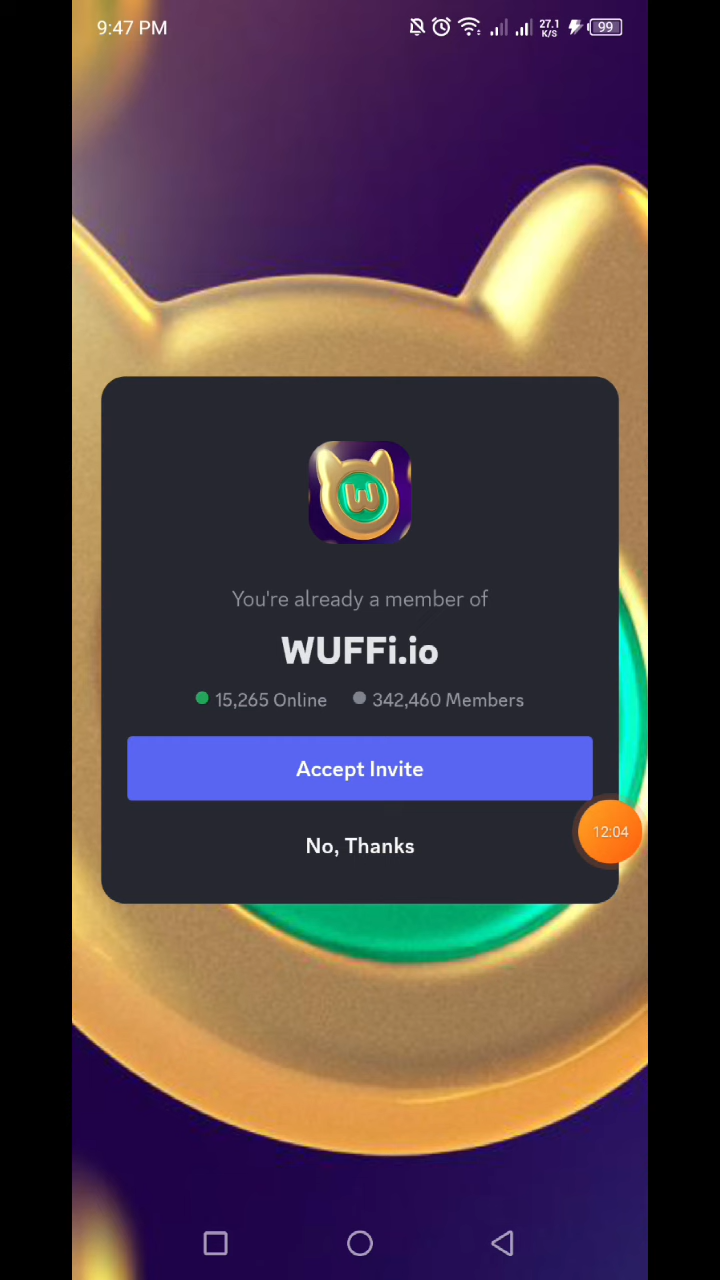 9:47 PM 27.1 K/S 99
W
You're already a member of
WUFFi.io
15,265 Online 342,460 Members
Accept Invite
12:04
No, Thanks